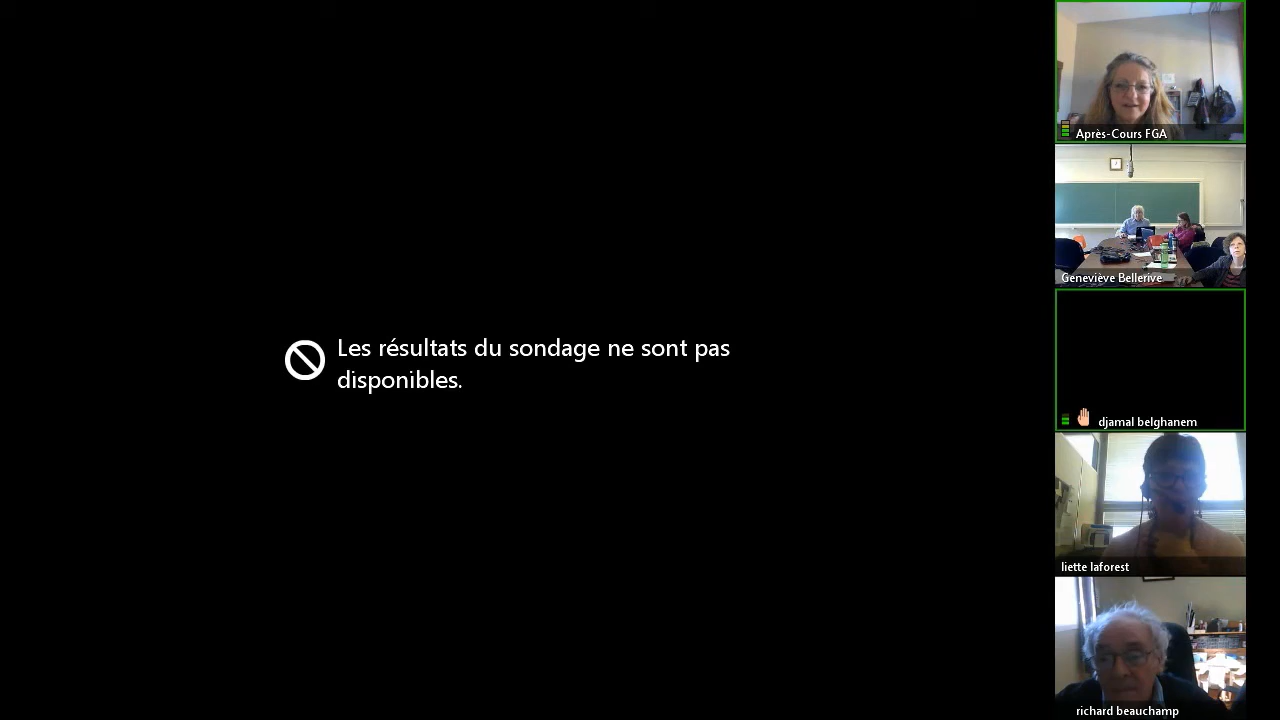 Les résultats du sondage ne sont pas
disponibles.
Après-Cours FGA
Geneviève Bellerive
djamal belghanem
liette laforest
richard beauchamp